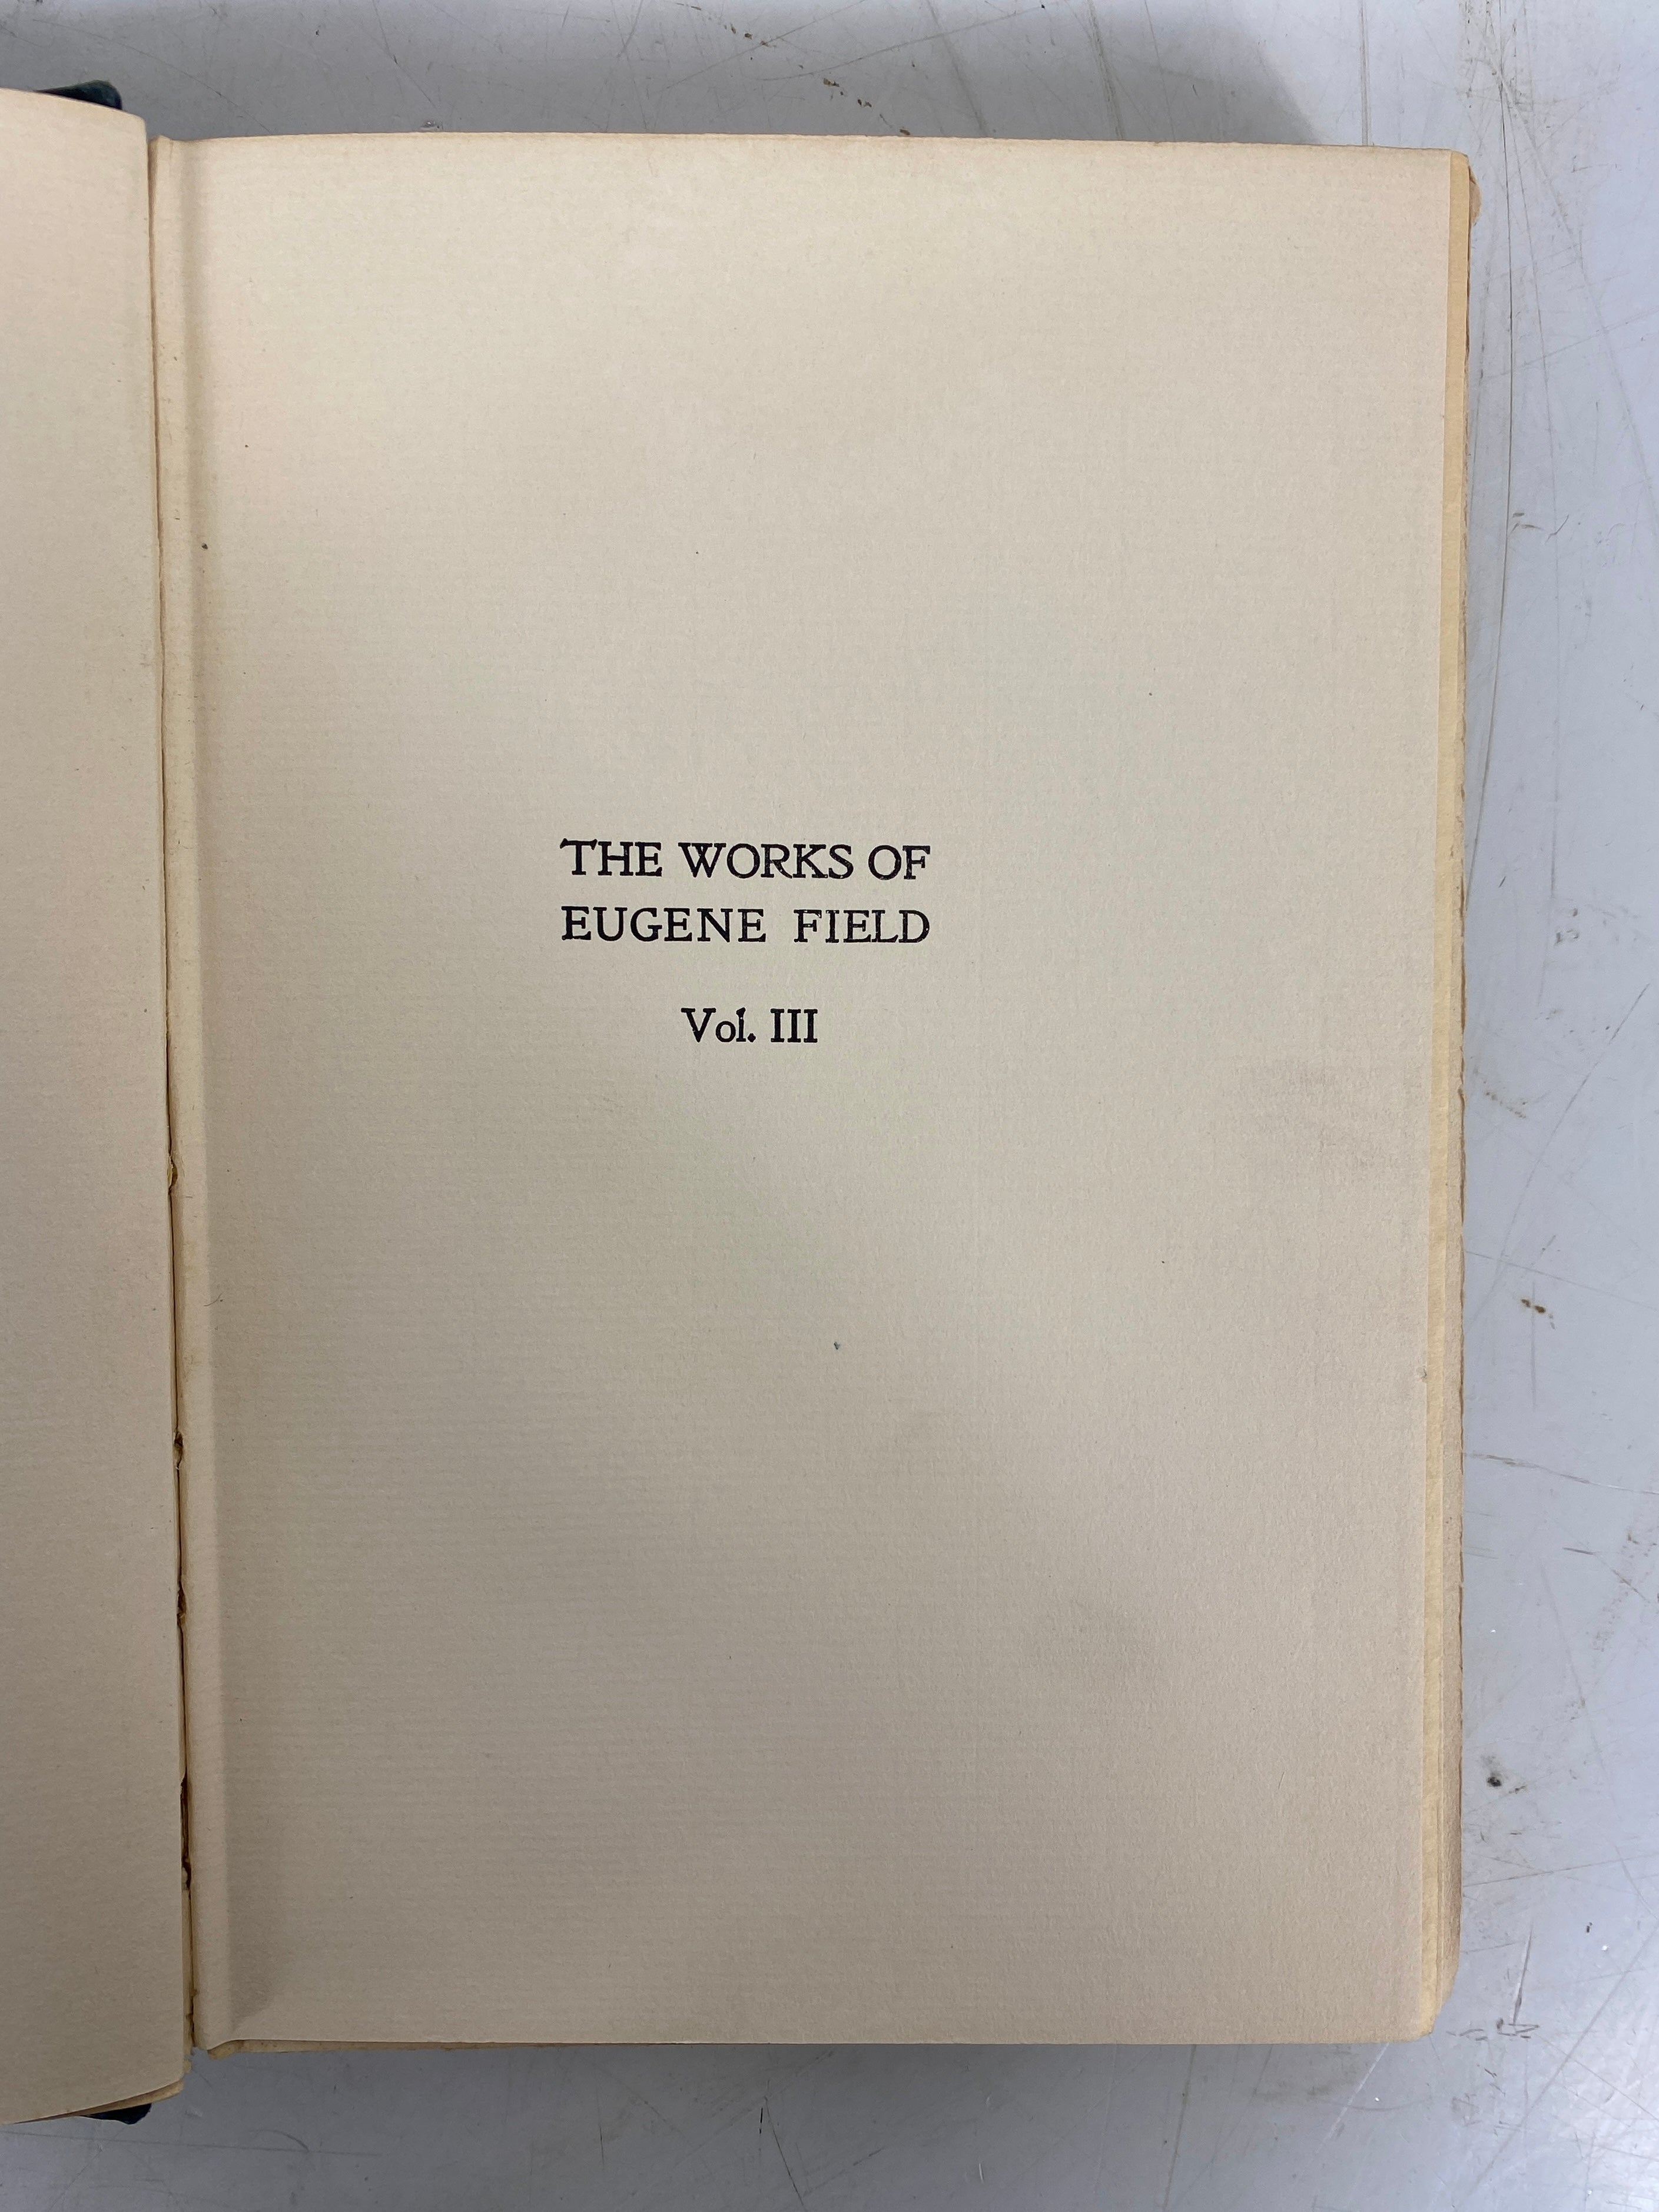 THE WORKS OF
EUGENE FIELD
Vol. III